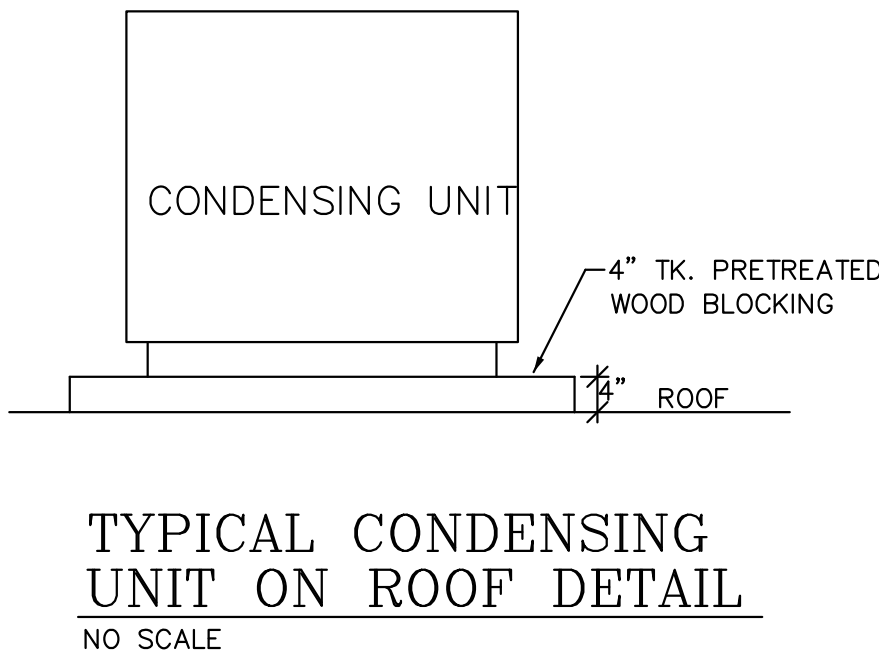 CONDENSING UNIT
4" TK. PRETREATED
WOOD BLOCKING
4"
ROOF
TYPICAL CONDENSING
UNIT ON ROOF DETAIL
NO SCALE